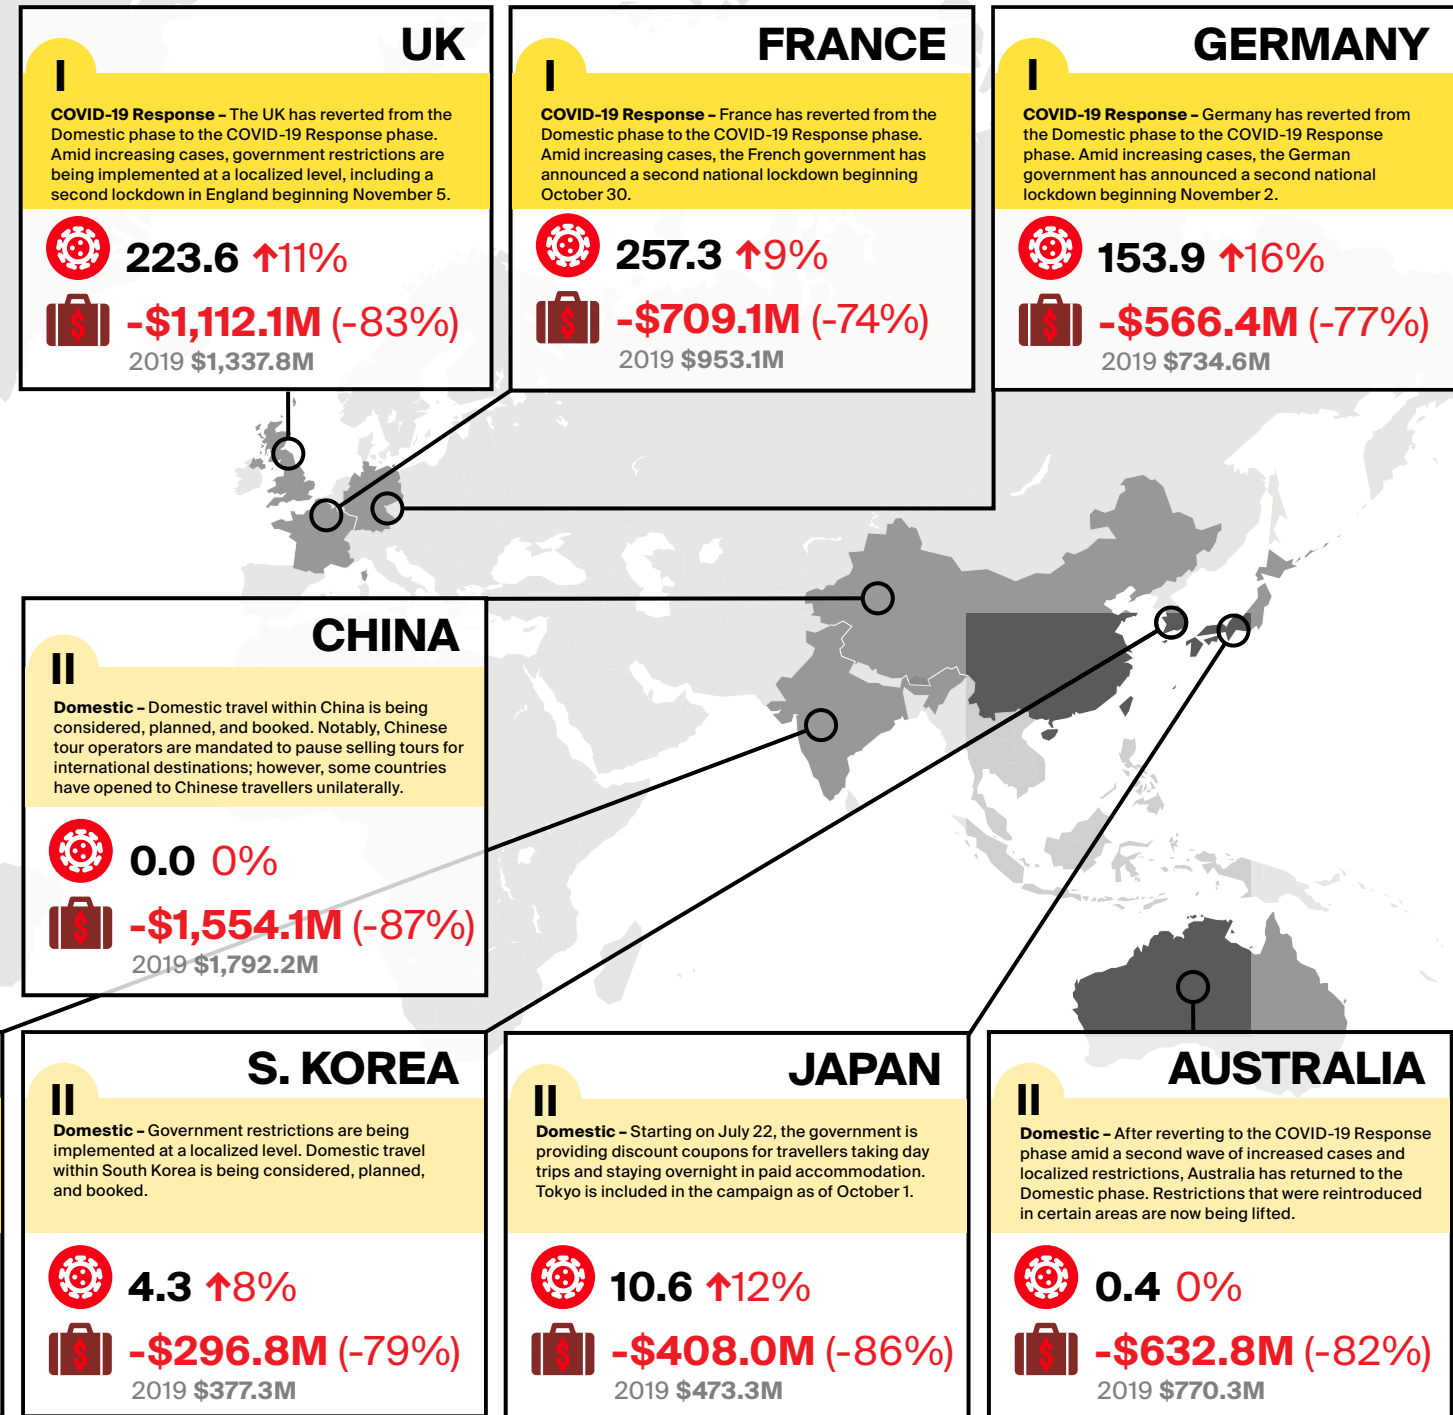 UK
I
COVID-19 Response – The UK has reverted from the
Domestic phase to the COVID-19 Response phase.
Amid increasing cases, government restrictions are
being implemented at a localized level, including a
second lockdown in England beginning November 5.
223.6 ↑11%
$
-$1,112.1M (-83%)
2019 $1,337.8M
FRANCE
I
COVID-19 Response – France has reverted from the
Domestic phase to the COVID-19 Response phase.
Amid increasing cases, the French government has
announced a second national lockdown beginning
October 30.
257.3 ↑9%
$
-$709.1M (-74%)
2019 $953.1M
GERMANY
I
COVID-19 Response – Germany has reverted from
the Domestic phase to the COVID-19 Response
phase. Amid increasing cases, the German
government has announced a second national
lockdown beginning November 2.
153.9 ↑16%
$
-$566.4M (-77%)
2019 $734.6M
CHINA
II
Domestic – Domestic travel within China is being
considered, planned, and booked. Notably, Chinese
tour operators are mandated to pause selling tours for
international destinations; however, some countries
have opened to Chinese travellers unilaterally.
0.0 0%
$
-$1,554.1M (-87%)
2019 $1,792.2M
S. KOREA
II
Domestic – Government restrictions are being
implemented at a localized level. Domestic travel
within South Korea is being considered, planned,
and booked.
4.3 ↑8%
$
-$296.8M (-79%)
2019 $377.3M
JAPAN
II
Domestic – Starting on July 22, the government is
providing discount coupons for travellers taking day
trips and staying overnight in paid accommodation.
Tokyo is included in the campaign as of October 1.
10.6 ↑12%
$
-$408.0M (-86%)
2019 $473.3M
AUSTRALIA
II
Domestic – After reverting to the COVID-19 Response
phase amid a second wave of increased cases and
localized restrictions, Australia has returned to the
Domestic phase. Restrictions that were reintroduced
in certain areas are now being lifted.
0.4 0%
$
-$632.8M (-82%)
2019 $770.3M